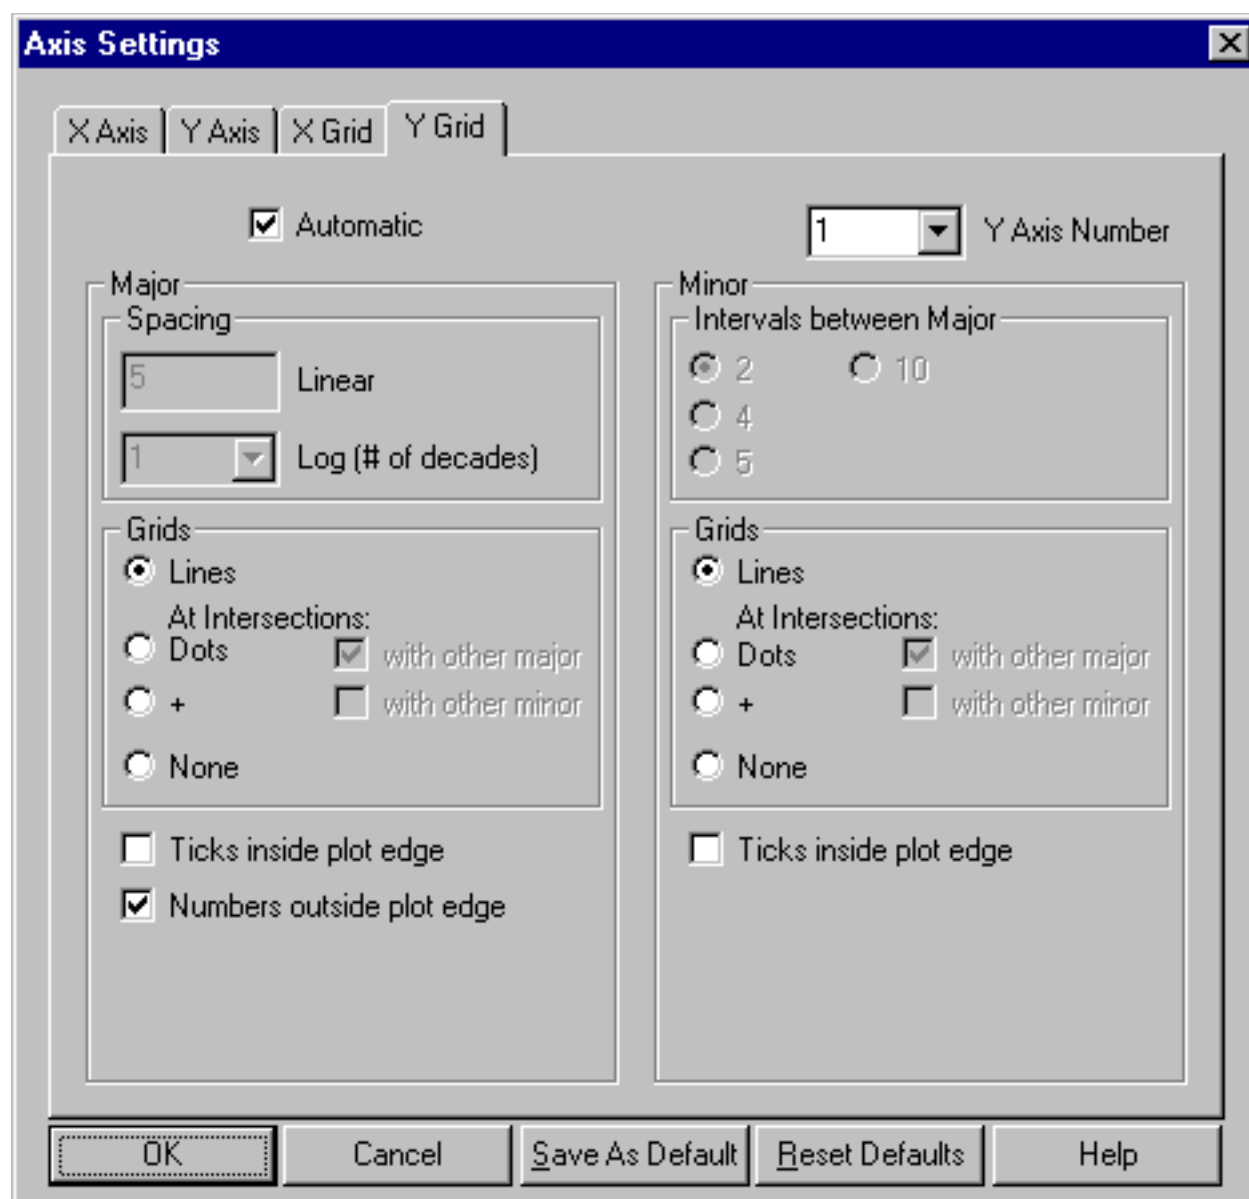 Axis Settings
X Axis
Y Axis
X Grid
Y Grid
Automatic
1
Y Axis Number
Major
Spacing
5
Linear
1
Log (# of decades)
Grids
Lines
At Intersections:
Dots
with other major
+
with other minor
None
Ticks inside plot edge
Numbers outside plot edge
Minor
Intervals between Major
2
10
4
5
Grids
Lines
At Intersections:
Dots
with other major
+
with other minor
None
Ticks inside plot edge
OK
Cancel
Save As Default
Reset Defaults
Help